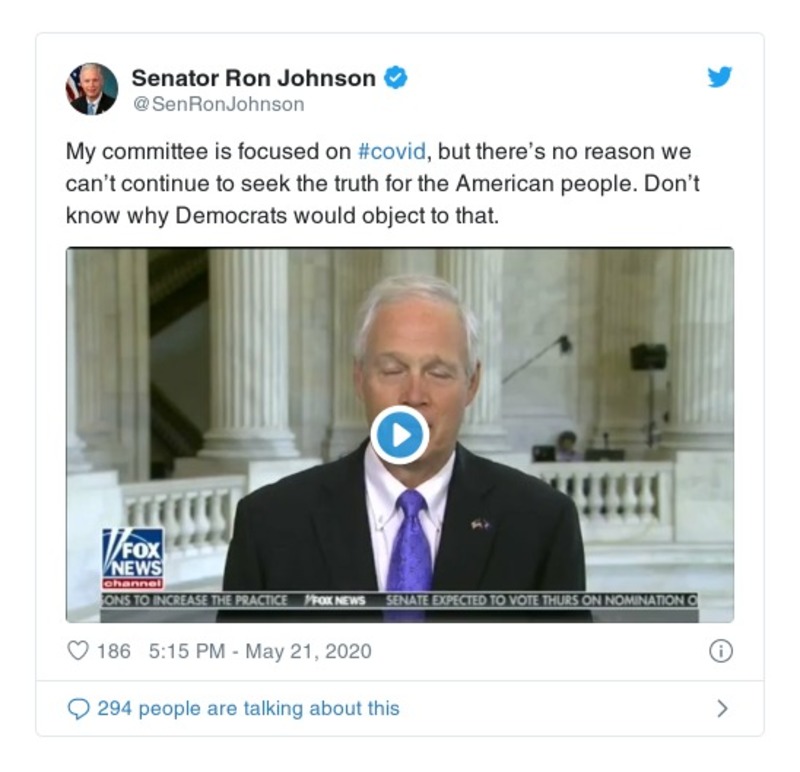 Senator Ron Johnson
@SenRonJohnson
My committee is focused on #covid, but there's no reason we
can't continue to seek the truth for the American people. Don't
know why Democrats would object to that.
FOX
NEWS
channel
ONS TO INCREASE THE PRACTICE FOX NEWS SENATE EXPECTED TO VOTE THURS ON NOMINATION O
186 5:15 PM - May 21, 2020
294 people are talking about this